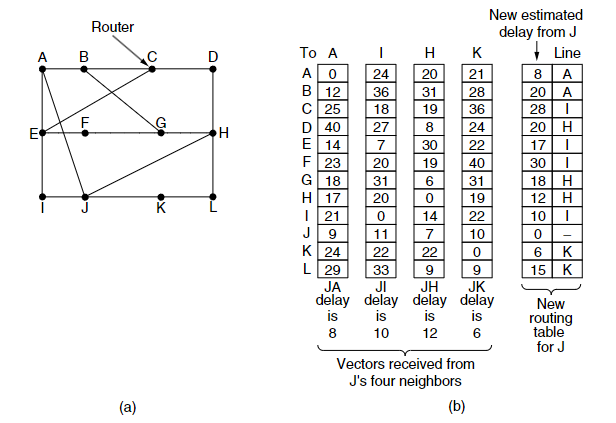 Router
A B C D
E F G H
I J K L
(a)
New estimated
delay from J
To A I H K Line
A 0 24 20 21 8 A
B 12 36 31 28 20 A
C 25 18 19 36 28 I
D 40 27 8 24 20 H
E 14 7 30 22 17 I
F 23 20 19 40 30 I
G 18 31 6 31 18 H
H 17 20 0 19 12 H
I 21 0 14 22 10 I
J 9 11 7 10 0 –
K 24 22 22 0 6 K
L 29 33 9 9 15 K
JA JI JH JK
delay delay delay delay
is is is is
8 10 12 6
New
routing
table
for J
Vectors received from
J's four neighbors
(b)